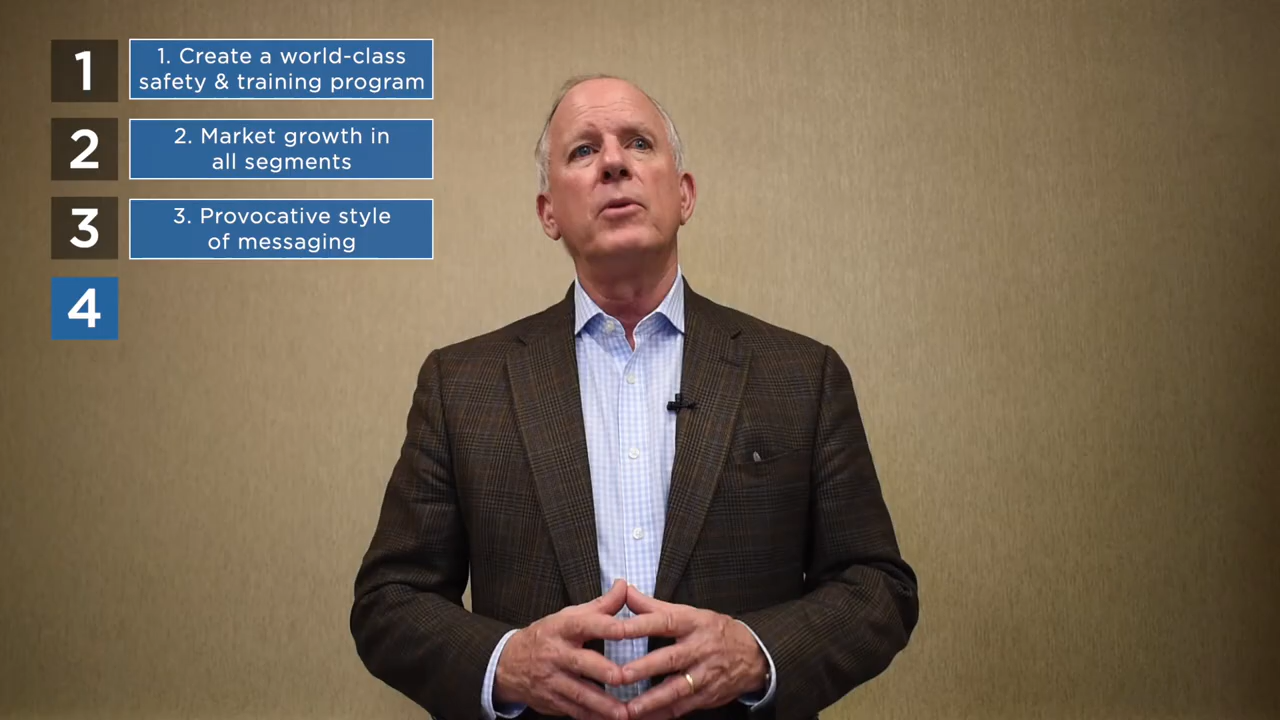 1
1. Create a world-class
safety & training program
2
2. Market growth in
all segments
3
3. Provocative style
of messaging
4